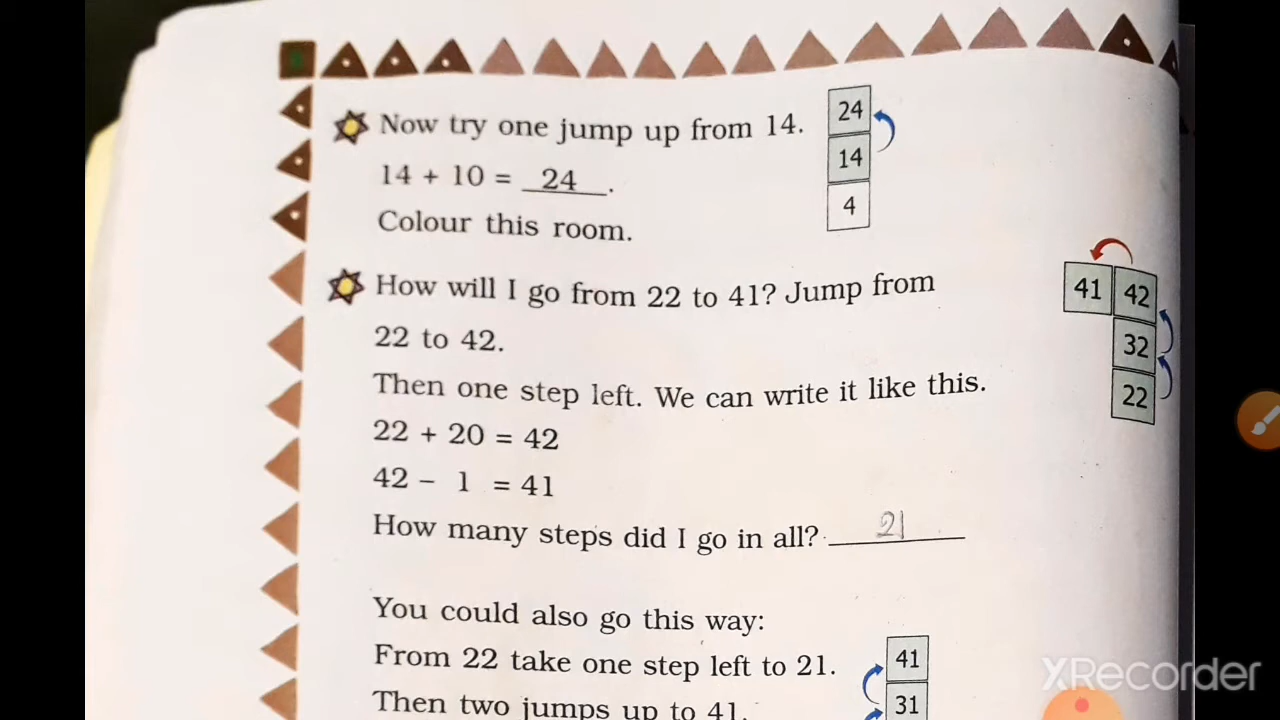 Now try one jump up from 14.
14 + 10 = 24.
Colour this room.
24
14
4
How will I go from 22 to 41? Jump from
22 to 42.
Then one step left. We can write it like this.
22 + 20 = 42
42 - 1 = 41
41 42
32
22
How many steps did I go in all? 21
You could also go this way:
From 22 take one step left to 21.
Then two jumps up to 41.
41
31
XRecorder